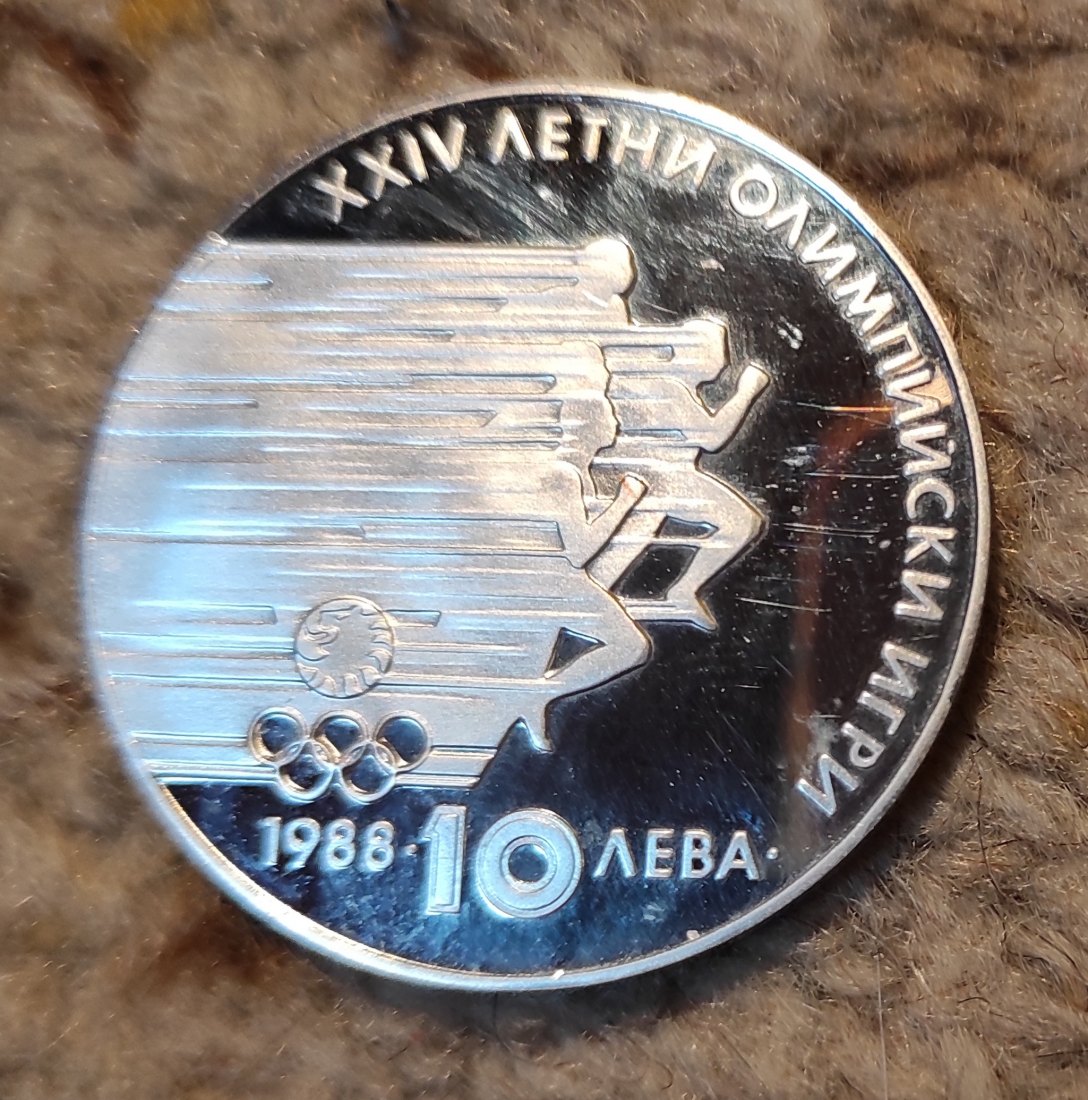 XXIV ЛЕТНИ ОЛИМПИЙСКИ ИГРИ
1988 · 10 ЛЕВА ·